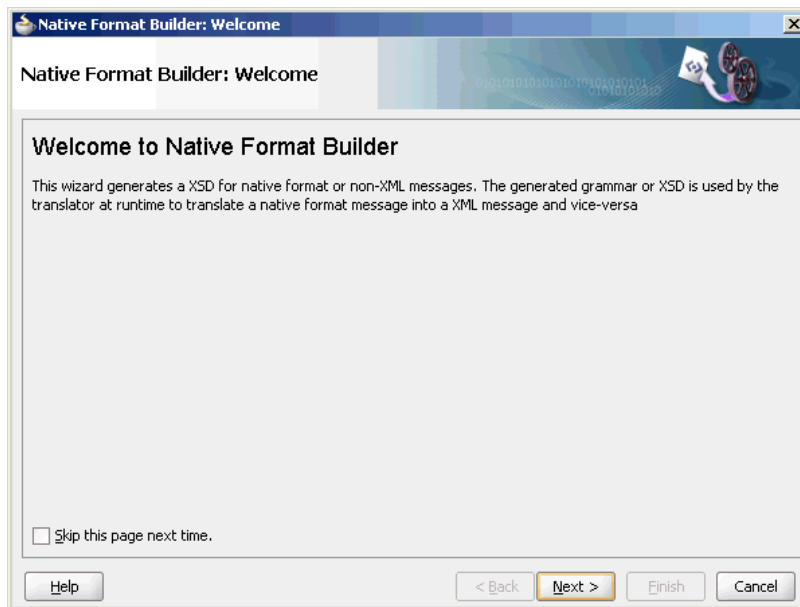 Native Format Builder: Welcome
Native Format Builder: Welcome
Welcome to Native Format Builder
This wizard generates a XSD for native format or non-XML messages. The generated grammar or XSD is used by the
translator at runtime to translate a native format message into a XML message and vice-versa
Skip this page next time.
Help
< Back
Next >
Finish
Cancel